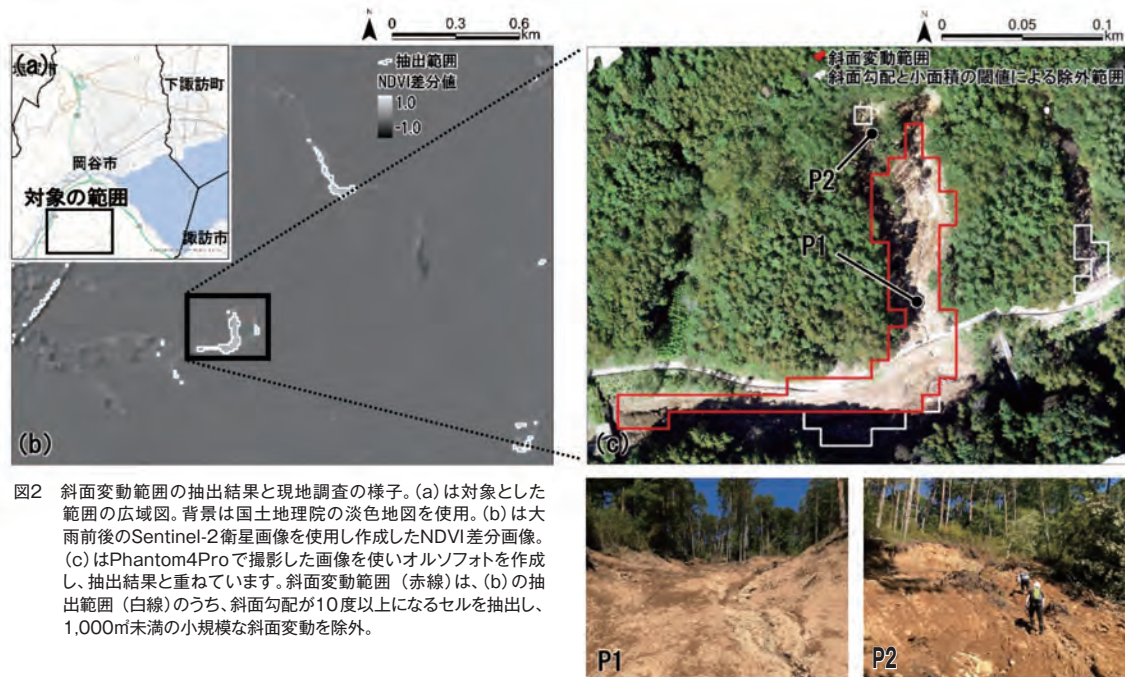 0 0.3 0.6
km
0 0.05 0.1
km
(a)
下諏訪町
岡谷市
対象の範囲
諏訪市
抽出範囲
NDVI差分値
1.0
-1.0
(b)
斜面変動範囲
斜面勾配と小面積の閾値による除外範囲
P2
P1
(c)
図2 斜面変動範囲の抽出結果と現地調査の様子。(a)は対象とした
範囲の広域図。背景は国土地理院の淡色地図を使用。(b)は大
雨前後のSentinel-2衛星画像を使用し作成したNDVI差分画像。
(c)はPhantom4Proで撮影した画像を使いオルソフォトを作成
し、抽出結果と重ねています。斜面変動範囲（赤線）は、(b)の抽
出範囲（白線）のうち、斜面勾配が10度以上になるセルを抽出し、
1,000㎡未満の小規模な斜面変動を除外。
P1
P2